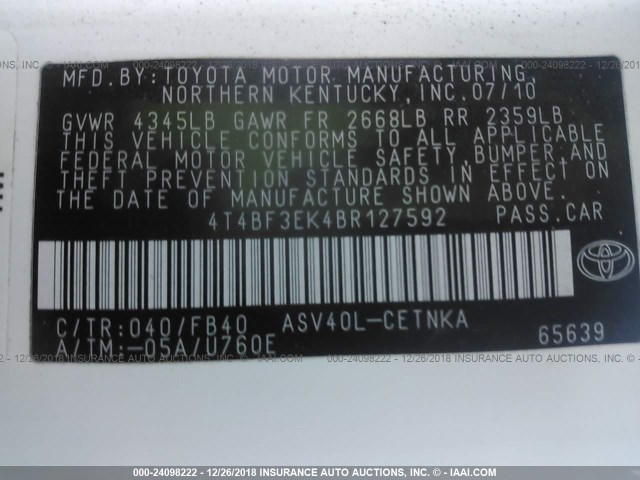 MFD. BY: TOYOTA MOTOR MANUFACTURING,
NORTHERN KENTUCKY, INC. 07/10
GVWR 4345LB GAWR FR 2668LB RR 2359LB
THIS VEHICLE CONFORMS TO ALL APPLICABLE
FEDERAL MOTOR VEHICLE SAFETY, BUMPER, AND
THEFT PREVENTION STANDARDS IN EFFECT ON
THE DATE OF MANUFACTURE SHOWN ABOVE.
4T4BF3EK4BR127592 PASS. CAR
C/TR: 040/FB40 ASV40L-CETNKA
A/TM: -05A/U760E 65639
000-24098222 - 12/26/2018 INSURANCE AUTO AUCTIONS INC. - IAAI.COM